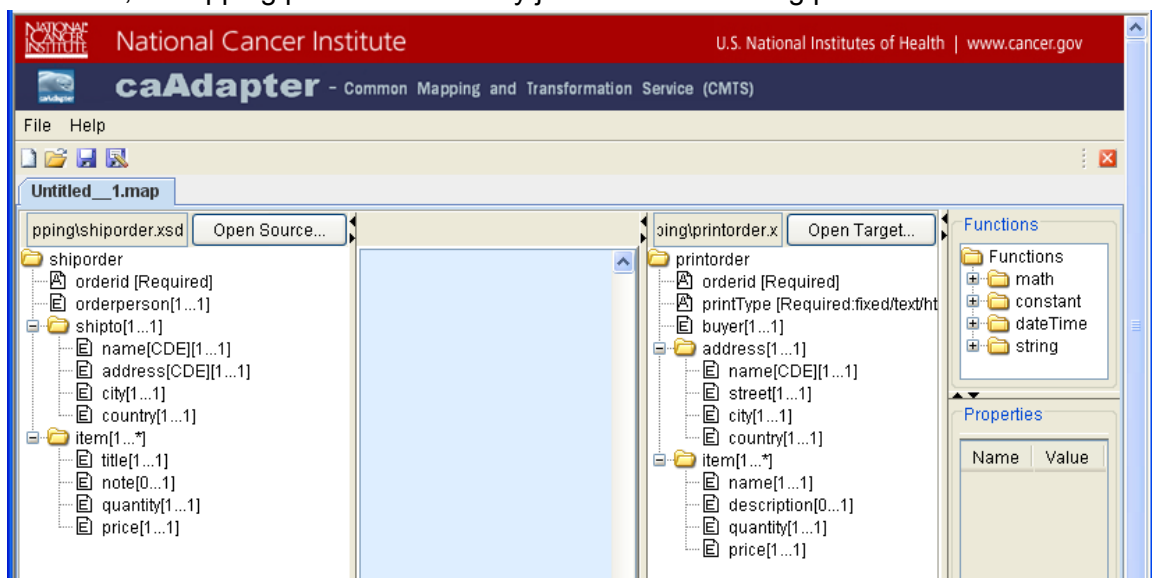 NATIONAL
CANCER
INSTITUTE
National Cancer Institute
U.S. National Institutes of Health | www.cancer.gov
caAdapter
caAdapter - Common Mapping and Transformation Service (CMTS)
File Help
Untitled__1.map
pping\shiporder.xsd
Open Source...
shiporder
A orderid [Required]
E orderperson[1...1]
shipto[1...1]
E name[CDE][1...1]
E address[CDE][1...1]
E city[1...1]
E country[1...1]
item[1...*]
E title[1...1]
E note[0...1]
E quantity[1...1]
E price[1...1]
ping\printorder.x
Open Target...
printorder
A orderid [Required]
A printType [Required:fixed/text/ht
E buyer[1...1]
address[1...1]
E name[CDE][1...1]
E street[1...1]
E city[1...1]
E country[1...1]
item[1...*]
E name[1...1]
E description[0...1]
E quantity[1...1]
E price[1...1]
Functions
Functions
math
constant
dateTime
string
Properties
Name Value